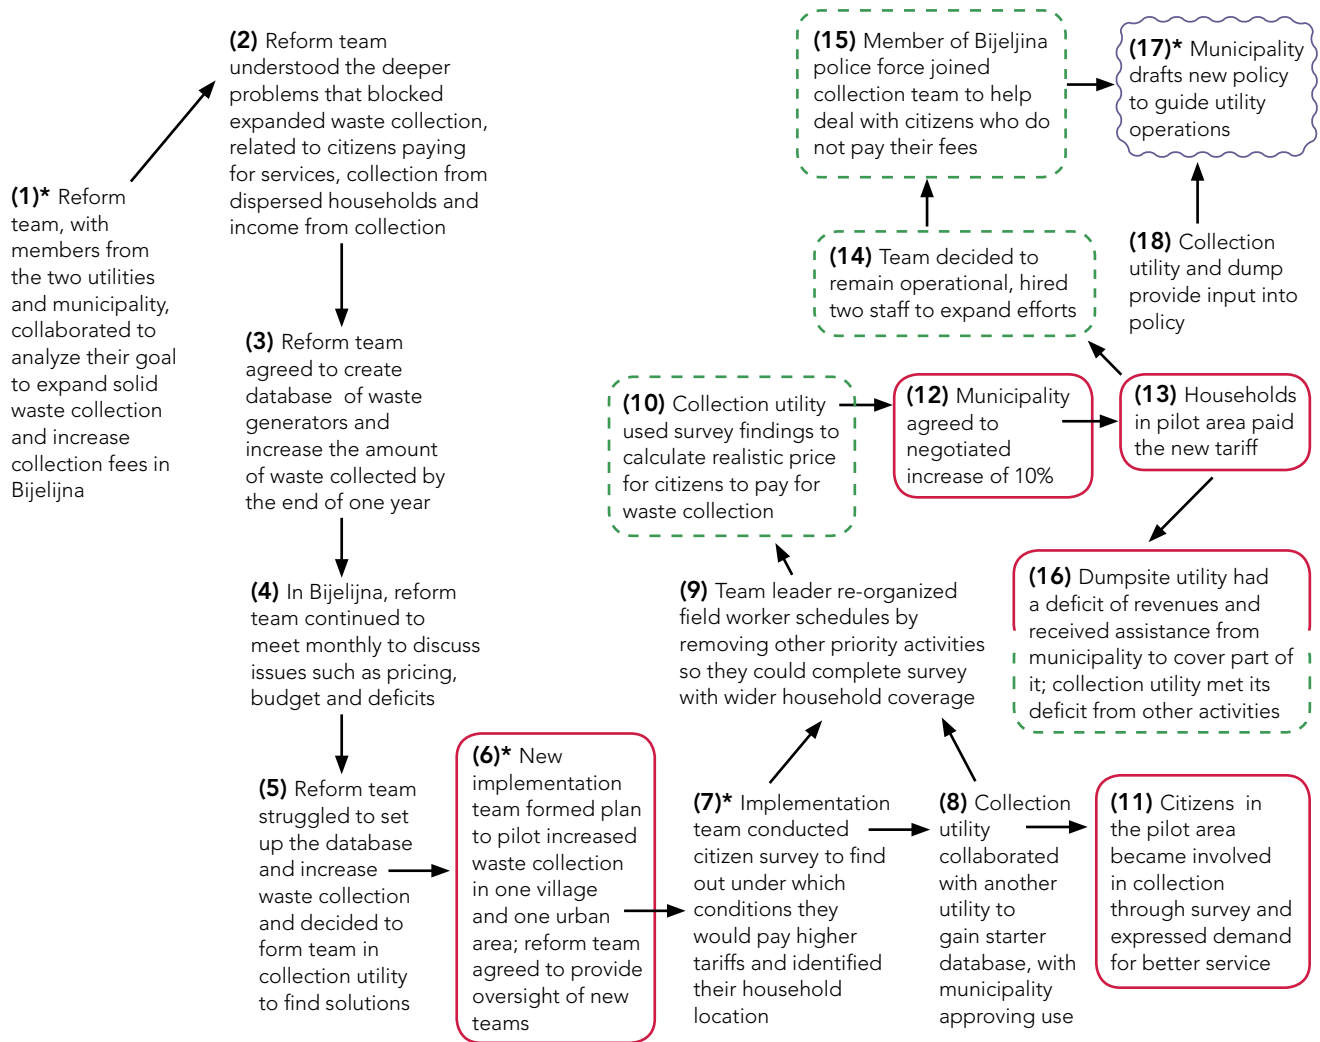 (1)* Reform
team, with
members from
the two utilities
and municipality,
collaborated to
analyze their goal
to expand solid
waste collection
and increase
collection fees in
Bijelijna
(2) Reform team
understood the deeper
problems that blocked
expanded waste collection,
related to citizens paying
for services, collection from
dispersed households and
income from collection
(3) Reform team
agreed to create
database of waste
generators and
increase the amount
of waste collected by
the end of one year
(4) In Bijelijna, reform
team continued to
meet monthly to discuss
issues such as pricing,
budget and deficits
(5) Reform team
struggled to set
up the database
and increase
waste collection
and decided to
form team in
collection utility
to find solutions
(6)* New
implementation
team formed plan
to pilot increased
waste collection
in one village
and one urban
area; reform team
agreed to provide
oversight of new
teams
(7)* Implementation
team conducted
citizen survey to find
out under which
conditions they
would pay higher
tariffs and identified
their household
location
(8) Collection
utility
collaborated
with another
utility to
gain starter
database, with
municipality
approving use
(9) Team leader re-organized
field worker schedules by
removing other priority activities
so they could complete survey
with wider household coverage
(10) Collection utility
used survey findings to
calculate realistic price
for citizens to pay for
waste collection
(11) Citizens in
the pilot area
became involved
in collection
through survey and
expressed demand
for better service
(12) Municipality
agreed to
negotiated
increase of 10%
(13) Households
in pilot area paid
the new tariff
(14) Team decided to
remain operational, hired
two staff to expand efforts
(15) Member of Bijeljina
police force joined
collection team to help
deal with citizens who do
not pay their fees
(16) Dumpsite utility had
a deficit of revenues and
received assistance from
municipality to cover part of
it; collection utility met its
deficit from other activities
(17)* Municipality
drafts new policy
to guide utility
operations
(18) Collection
utility and dump
provide input into
policy